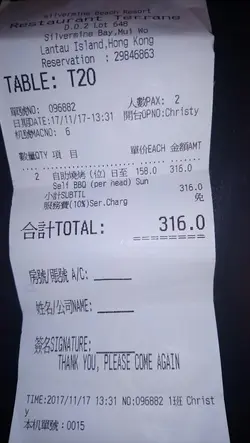 Silvermine Beach Resort
Restaurant Terrane
D.D.2 Lot 648
Silvermine Bay,Mui Wo
Lantau Island,Hong Kong
Reservation : 29846863
TABLE: T20
單號NO: 096882 人數PAX: 2
日期DATE:17/11/17-13:31 開台OPNO:Christy
機號MACNO: 6
數量QTY 項 目 單價EACH 金額AMT
2 自助燒烤 (位) 日至 158.0 316.0
Self BBQ (per head) Sun
小計SUBTTL 316.0
服務費(10%)Ser.Charg 免
合計TOTAL: 316.0
房號/賬號 A/C:
姓名/公司NAME:
簽名SIGNATURE:
THANK YOU, PLEASE COME AGAIN
TIME:2017/11/17 13:31 NO:096882 1班 Christ
y
本机單號:0015